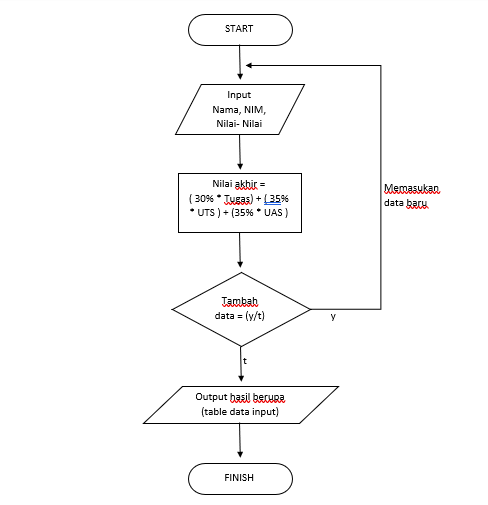 START
Input
Nama, NIM,
Nilai- Nilai
Nilai akhir =
( 30% * Tugas) + ( 35%
* UTS ) + (35% * UAS )
Memasukan
data baru
Tambah
data = (y/t)
y
t
Output hasil berupa
(table data input)
FINISH